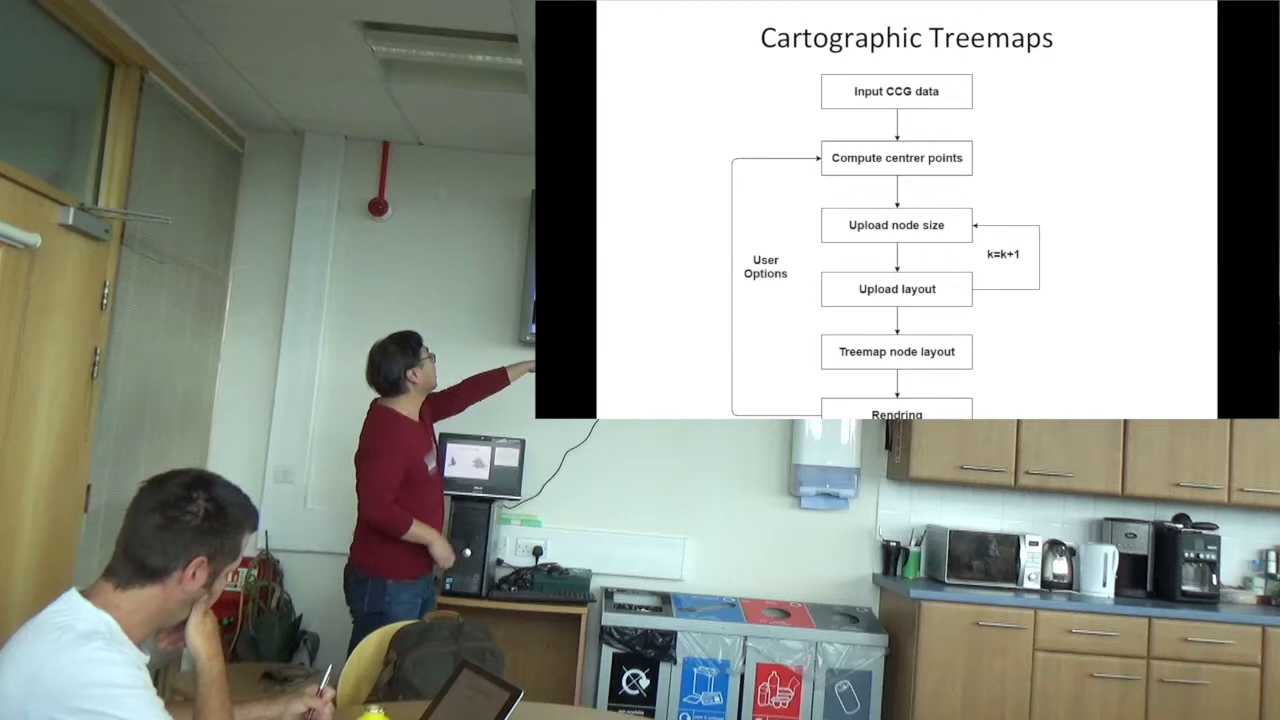 Cartographic Treemaps
Input CCG data
Compute centrer points
Upload node size
k=k+1
User
Options
Upload layout
Treemap node layout
Rendring